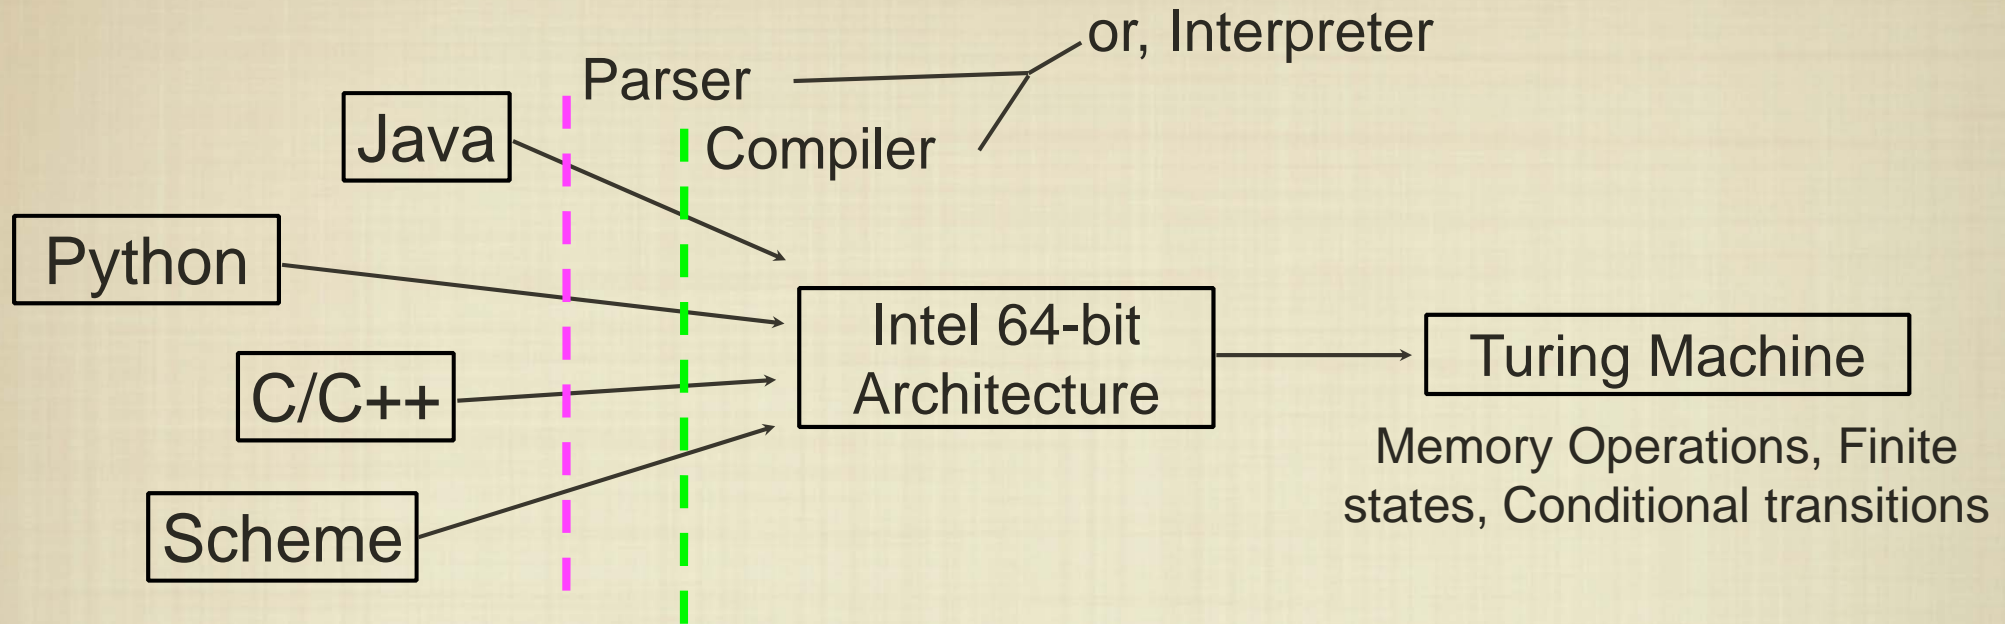 or, Interpreter
Parser
Compiler
Java
Python
C/C++
Scheme
Intel 64-bit
Architecture
Turing Machine
Memory Operations, Finite
states, Conditional transitions